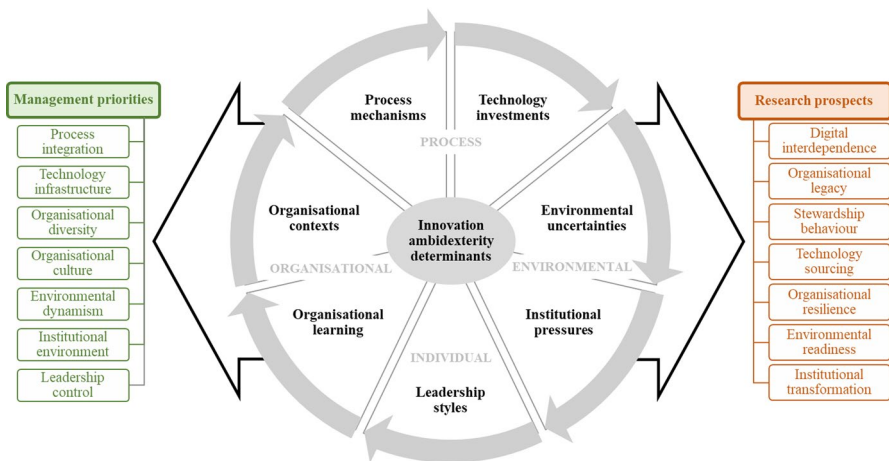 Management priorities
Process
integration
Technology
infrastructure
Organisational
diversity
Organisational
culture
Environmental
dynamism
Institutional
environment
Leadership
control
Process
mechanisms
Technology
investments
PROCESS
Organisational
contexts
Innovation
ambidexterity
determinants
Environmental
uncertainties
ORGANISATIONAL
ENVIRONMENTAL
Organisational
learning
Institutional
pressures
INDIVIDUAL
Leadership
styles
Research prospects
Digital
interdependence
Organisational
legacy
Stewardship
behaviour
Technology
sourcing
Organisational
resilience
Environmental
readiness
Institutional
transformation